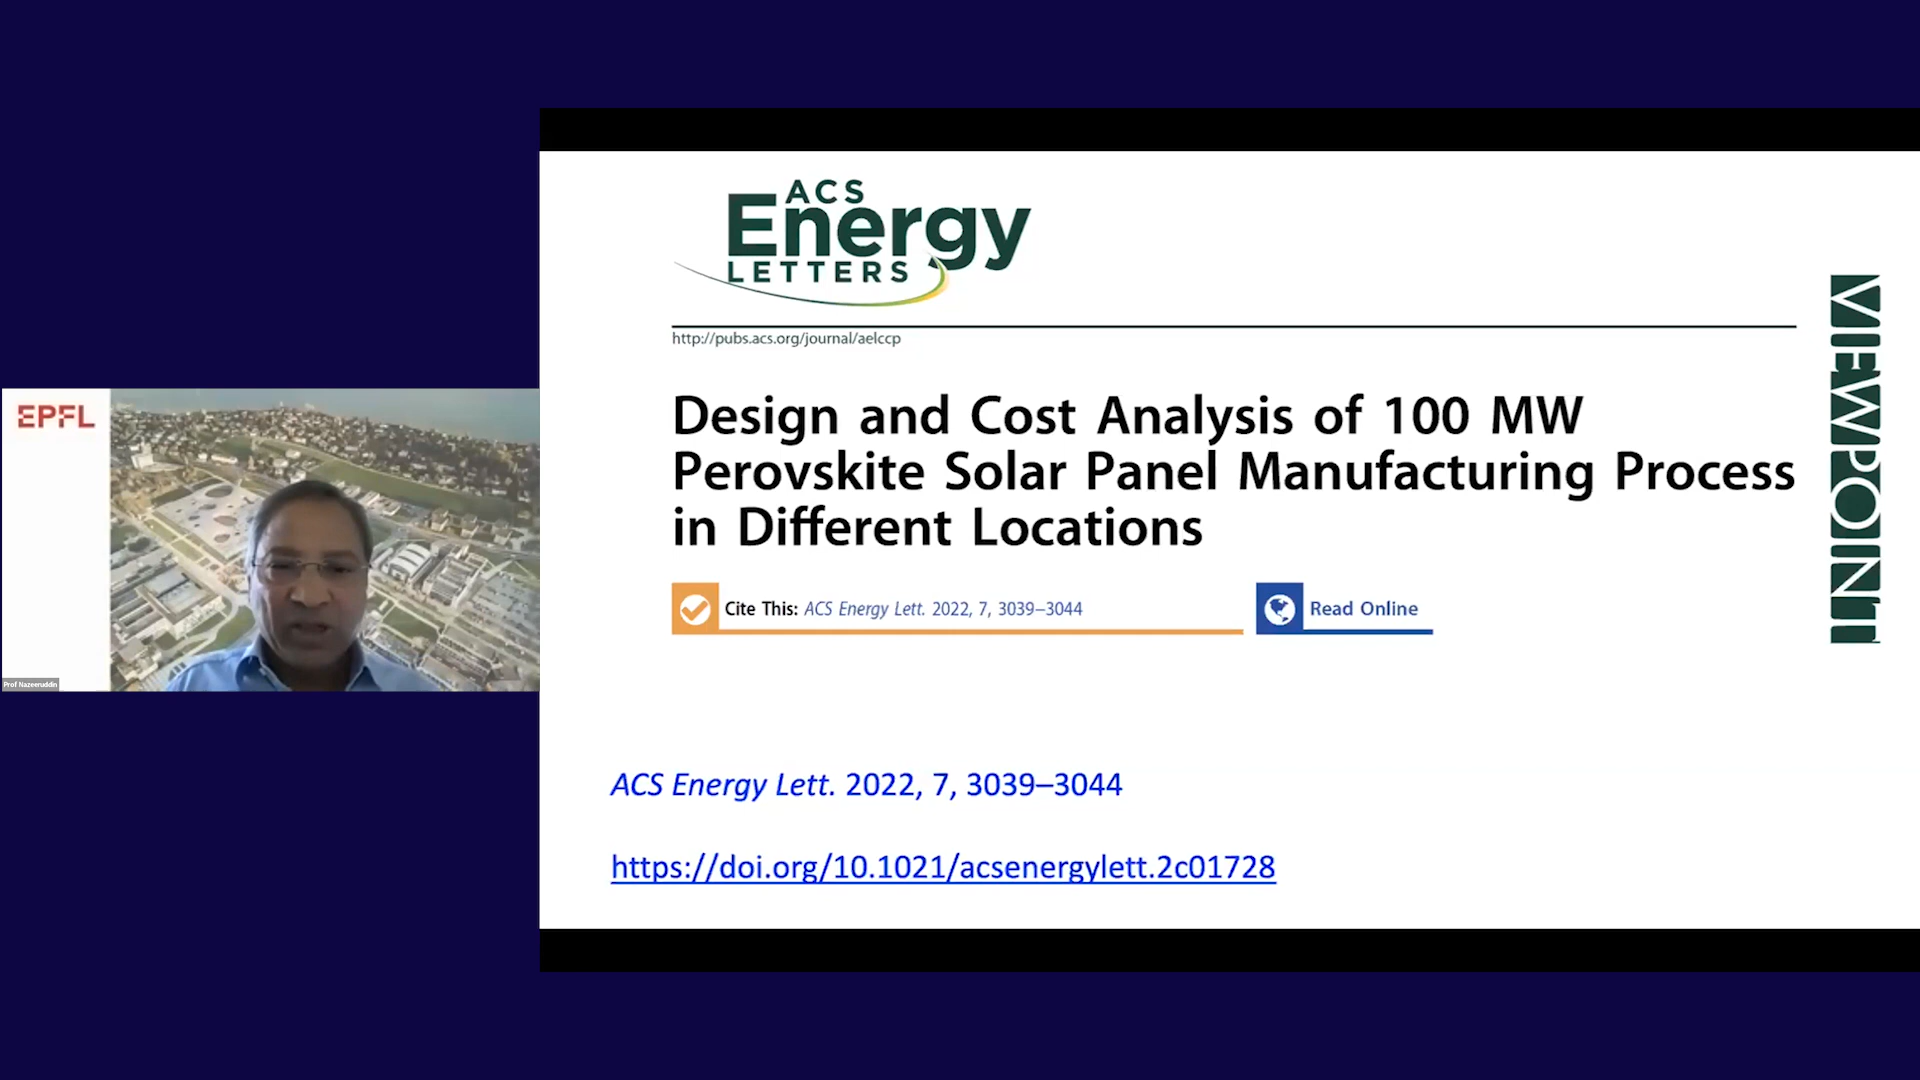 EPFL
Prof Nazeeruddin
ACS
Energy
LETTERS
http://pubs.acs.org/journal/aelccp
VIEWPOINT
Design and Cost Analysis of 100 MW
Perovskite Solar Panel Manufacturing Process
in Different Locations
Cite This: ACS Energy Lett. 2022, 7, 3039–3044
Read Online
ACS Energy Lett. 2022, 7, 3039–3044
https://doi.org/10.1021/acsenergylett.2c01728